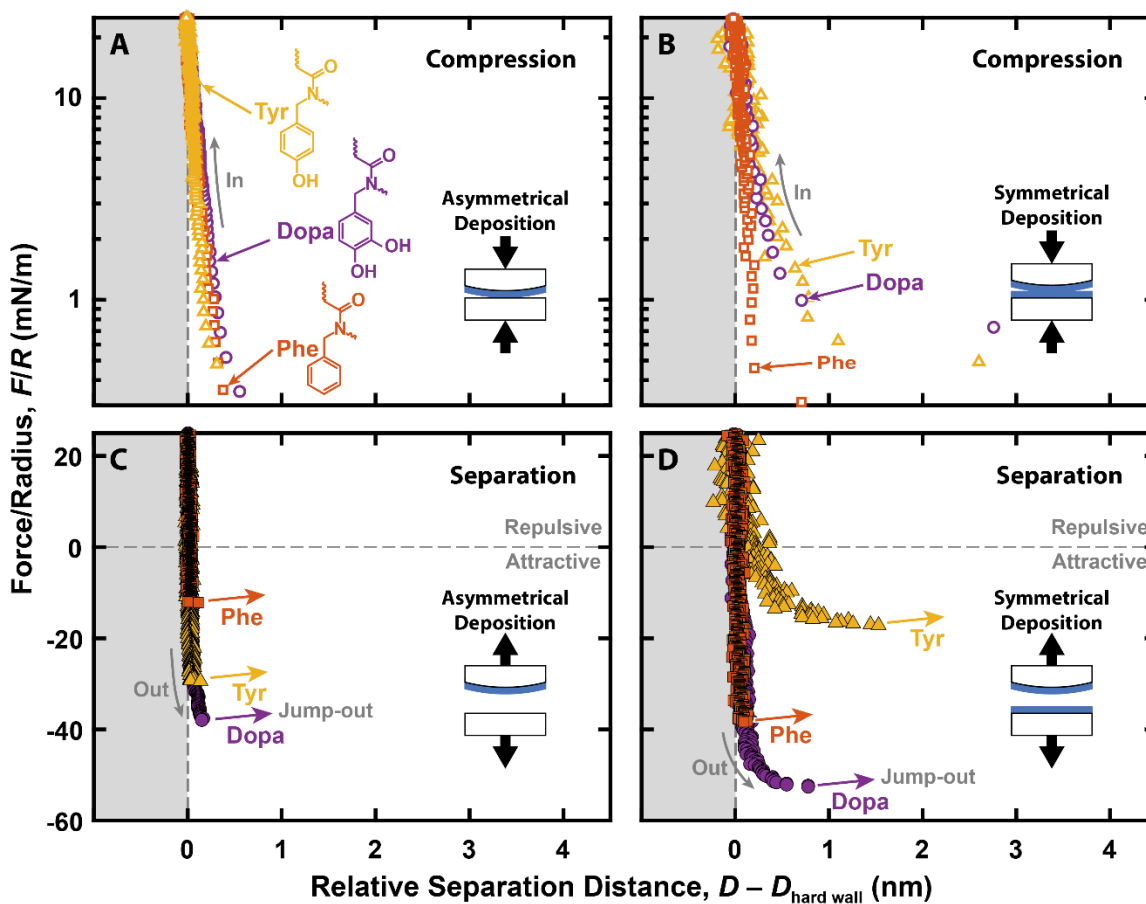 Force/Radius, F/R (mN/m)
A
Compression
10
1
Tyr
In
Dopa
Phe
O
N
OH
O
N
OH
OH
O
N
Asymmetrical
Deposition
B
Compression
In
Tyr
Dopa
Phe
Symmetrical
Deposition
C
Separation
20
0
-20
-40
-60
Repulsive
Attractive
Phe
Tyr
Out
Jump-out
Dopa
Asymmetrical
Deposition
0 1 2 3 4
D
Separation
Repulsive
Attractive
Tyr
Phe
Out
Jump-out
Dopa
Symmetrical
Deposition
0 1 2 3 4
Relative Separation Distance, D – Dhard wall (nm)